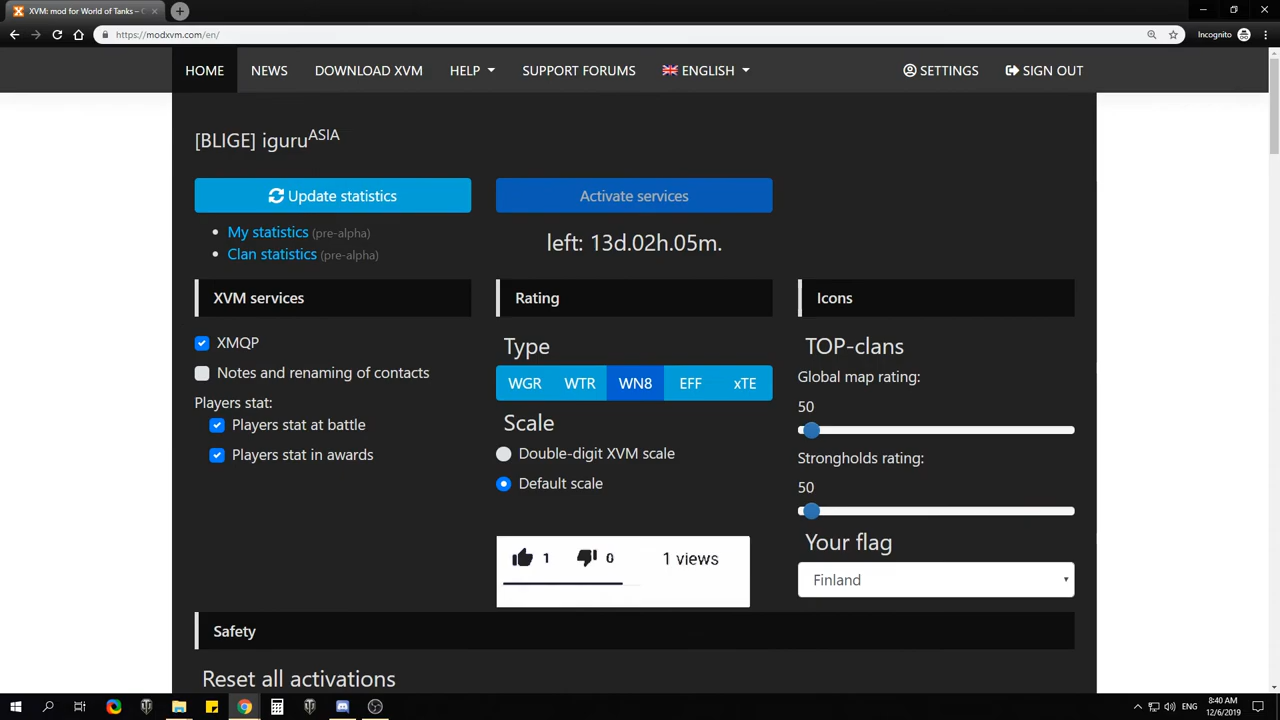 XVM: mod for World of Tanks –
https://modxvm.com/en/
Incognito
HOME
NEWS
DOWNLOAD XVM
HELP
SUPPORT FORUMS
ENGLISH
SETTINGS
SIGN OUT
[BLIGE] iguruASIA
Update statistics
Activate services
My statistics (pre-alpha)
Clan statistics (pre-alpha)
left: 13d.02h.05m.
XVM services
XMQP
Notes and renaming of contacts
Players stat:
Players stat at battle
Players stat in awards
Rating
Type
WGR WTR WN8 EFF xTE
Scale
Double-digit XVM scale
Default scale
1 0 1 views
Icons
TOP-clans
Global map rating:
50
Strongholds rating:
50
Your flag
Finland
Safety
Reset all activations
ENG
8:40 AM
12/6/2019